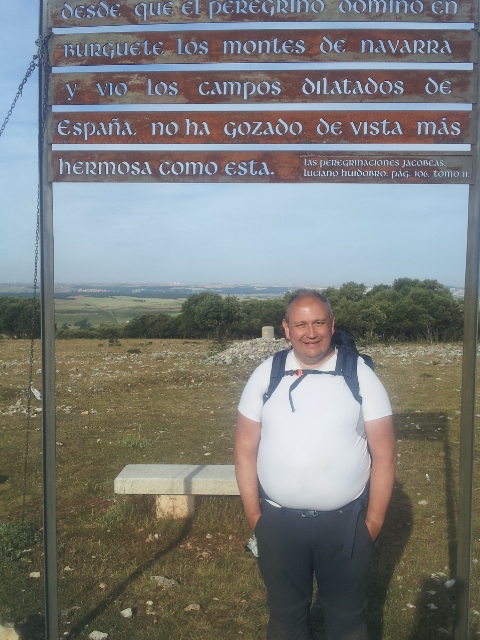 desde que el peregrino dominó en
Burguete los montes de Navarra
y vio los campos dilatados de
España, no ha gozado de vista más
hermosa como esta.
Las peregrinaciones jacobeas.
Luciano Huidobro. pág. 106. Tomo II.